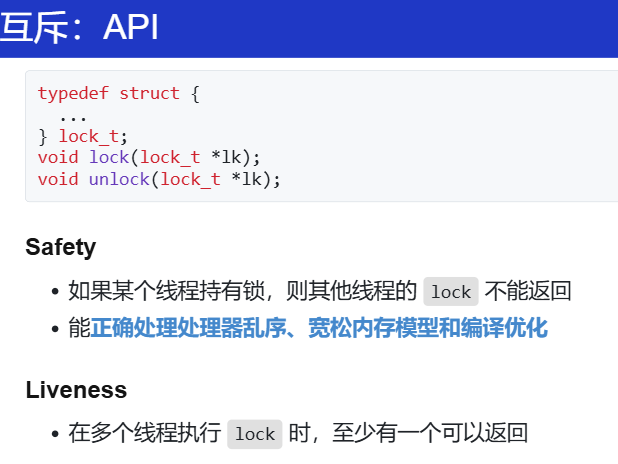 互斥：API
typedef struct {
...
} lock_t;
void lock(lock_t *lk);
void unlock(lock_t *lk);
Safety
• 如果某个线程持有锁，则其他线程的 lock 不能返回
• 能正确处理处理器乱序、宽松内存模型和编译优化
Liveness
• 在多个线程执行 lock 时，至少有一个可以返回